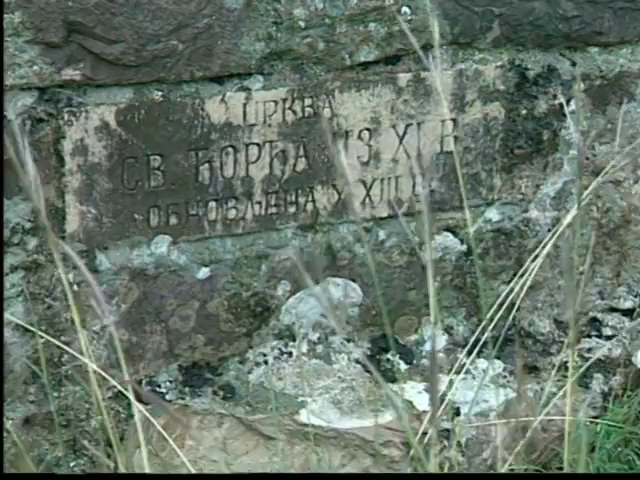 ЦРКВА
СВ. ЂОРЂА ИЗ XI В
ОБНОВЉЕНА У XIII